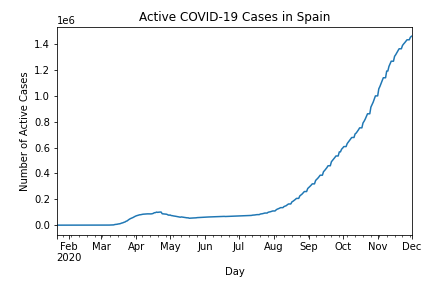 Active COVID-19 Cases in Spain
1e6
1.4
1.2
1.0
0.8
0.6
0.4
0.2
0.0
Number of Active Cases
Feb Mar Apr May Jun Jul Aug Sep Oct Nov Dec
2020
Day